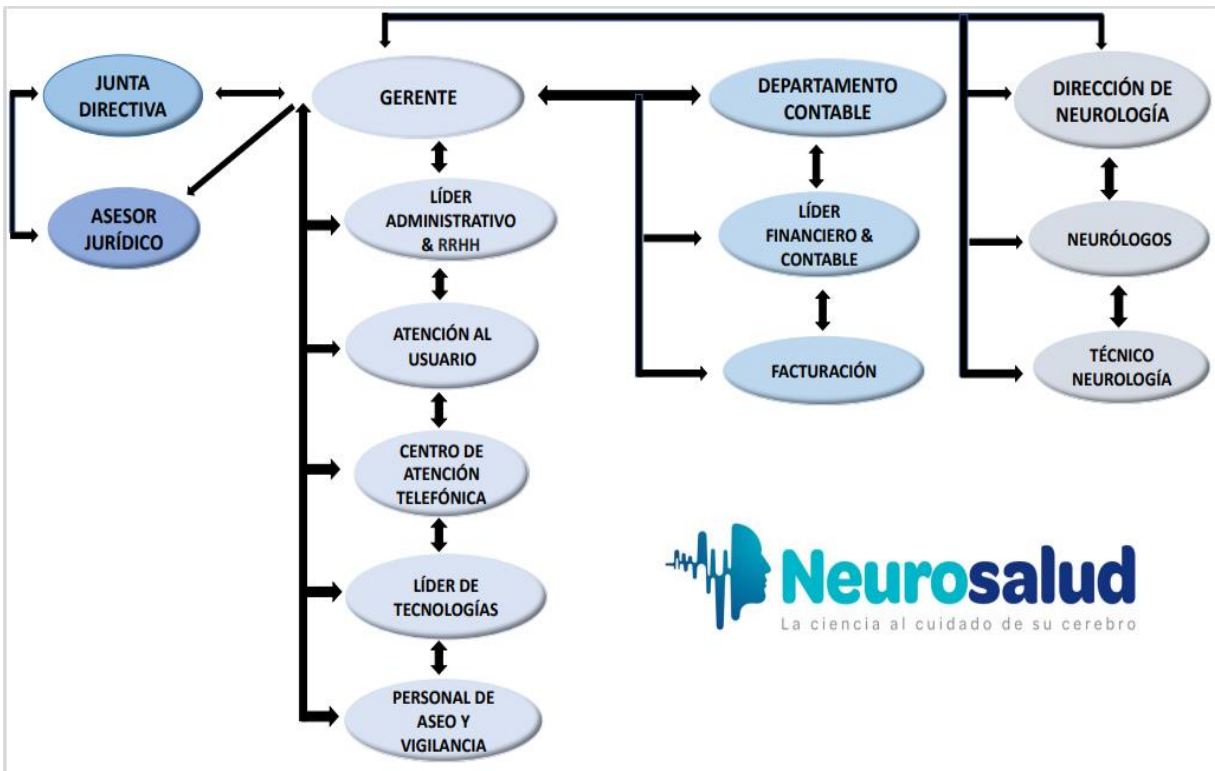 JUNTA
DIRECTIVA
ASESOR
JURÍDICO
GERENTE
LÍDER
ADMINISTRATIVO
& RRHH
ATENCIÓN AL
USUARIO
CENTRO DE
ATENCIÓN
TELEFÓNICA
LÍDER DE
TECNOLOGÍAS
PERSONAL DE
ASEO Y
VIGILANCIA
DEPARTAMENTO
CONTABLE
LÍDER
FINANCIERO &
CONTABLE
FACTURACIÓN
DIRECCIÓN DE
NEUROLOGÍA
NEURÓLOGOS
TÉCNICO
NEUROLOGÍA
Neurosalud
La ciencia al cuidado de su cerebro